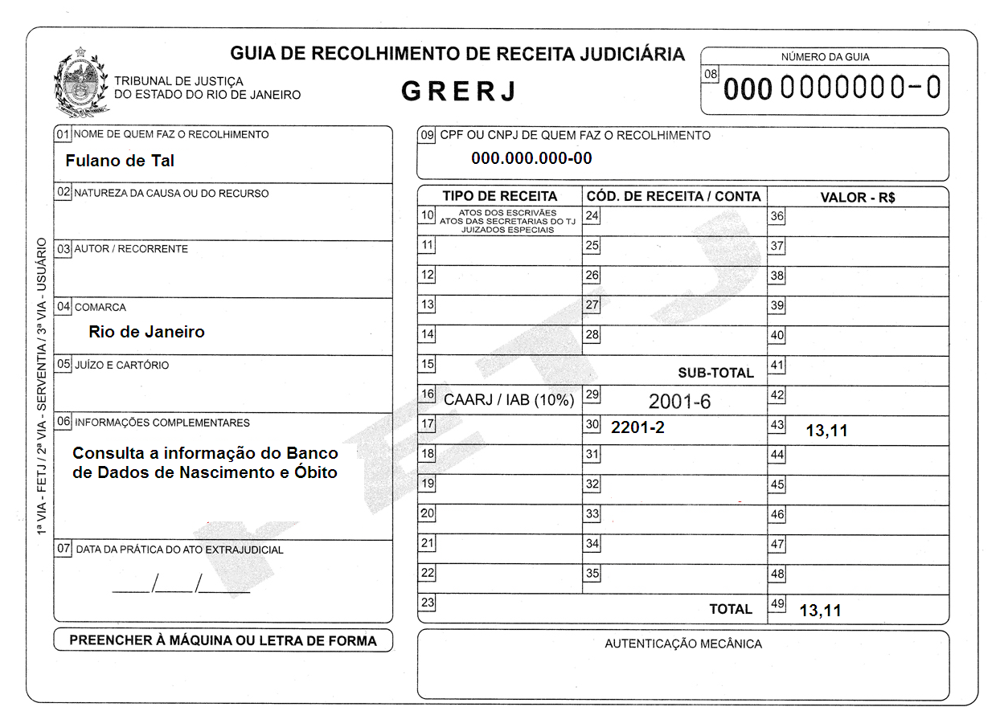 GUIA DE RECOLHIMENTO DE RECEITA JUDICIÁRIA
TRIBUNAL DE JUSTIÇA
DO ESTADO DO RIO DE JANEIRO
GRERJ
NÚMERO DA GUIA
08 000 0000000-0
01 NOME DE QUEM FAZ O RECOLHIMENTO
Fulano de Tal
02 NATUREZA DA CAUSA OU DO RECURSO
03 AUTOR / RECORRENTE
04 COMARCA
Rio de Janeiro
05 JUÍZO E CARTÓRIO
06 INFORMAÇÕES COMPLEMENTARES
Consulta a informação do Banco
de Dados de Nascimento e Óbito
07 DATA DA PRÁTICA DO ATO EXTRAJUDICIAL
___/___/____
PREENCHER À MÁQUINA OU LETRA DE FORMA
1ª VIA - FETJ / 2ª VIA - SERVENTIA / 3ª VIA - USUÁRIO
09 CPF OU CNPJ DE QUEM FAZ O RECOLHIMENTO
000.000.000-00
TIPO DE RECEITA CÓD. DE RECEITA / CONTA VALOR - R$
10 ATOS DOS ESCRIVÃES
ATOS DAS SECRETARIAS DO TJ
JUIZADOS ESPECIAIS
24 36
11 25 37
12 26 38
13 27 39
14 28 40
15 SUB-TOTAL 41
16 CAARJ / IAB (10%) 29 2001-6 42
17 30 2201-2 43 13,11
18 31 44
19 32 45
20 33 46
21 34 47
22 35 48
23 TOTAL 49 13,11
AUTENTICAÇÃO MECÂNICA
FETJ